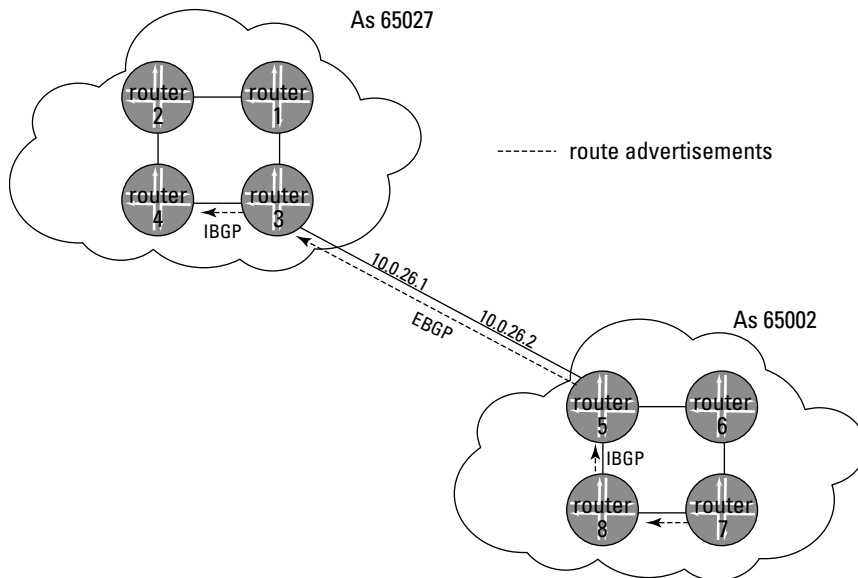 As 65027
router
2
router
1
route advertisements
router
4
router
3
IBGP
10.0.26.1
EBGP
10.0.26.2
As 65002
router
5
router
6
IBGP
router
8
router
7